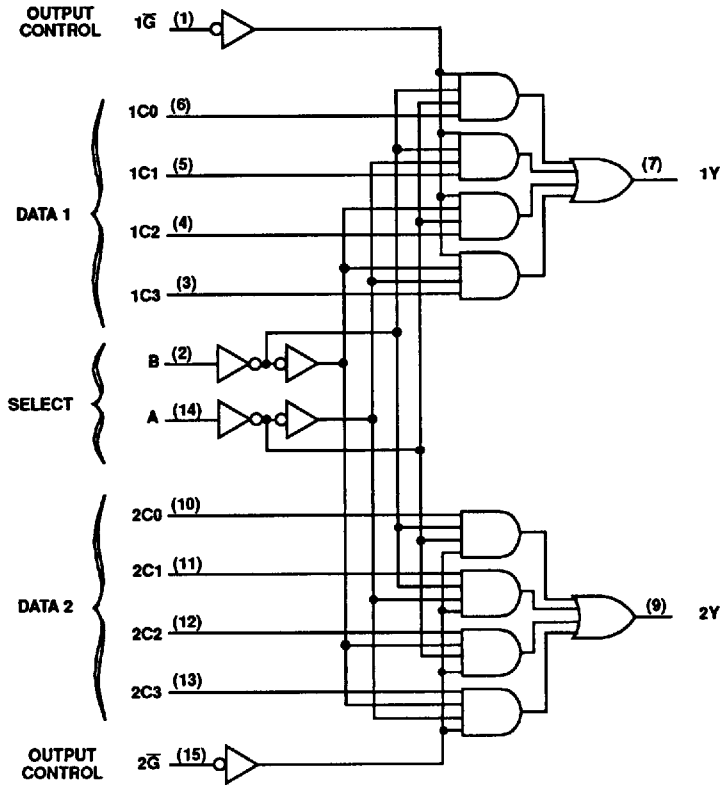 OUTPUT
CONTROL
1G̅ (1)
1C0 (6)
1C1 (5)
DATA 1
1C2 (4)
1C3 (3)
(7) 1Y
B (2)
SELECT
A (14)
2C0 (10)
2C1 (11)
DATA 2
2C2 (12)
2C3 (13)
(9) 2Y
OUTPUT
CONTROL
2G̅ (15)